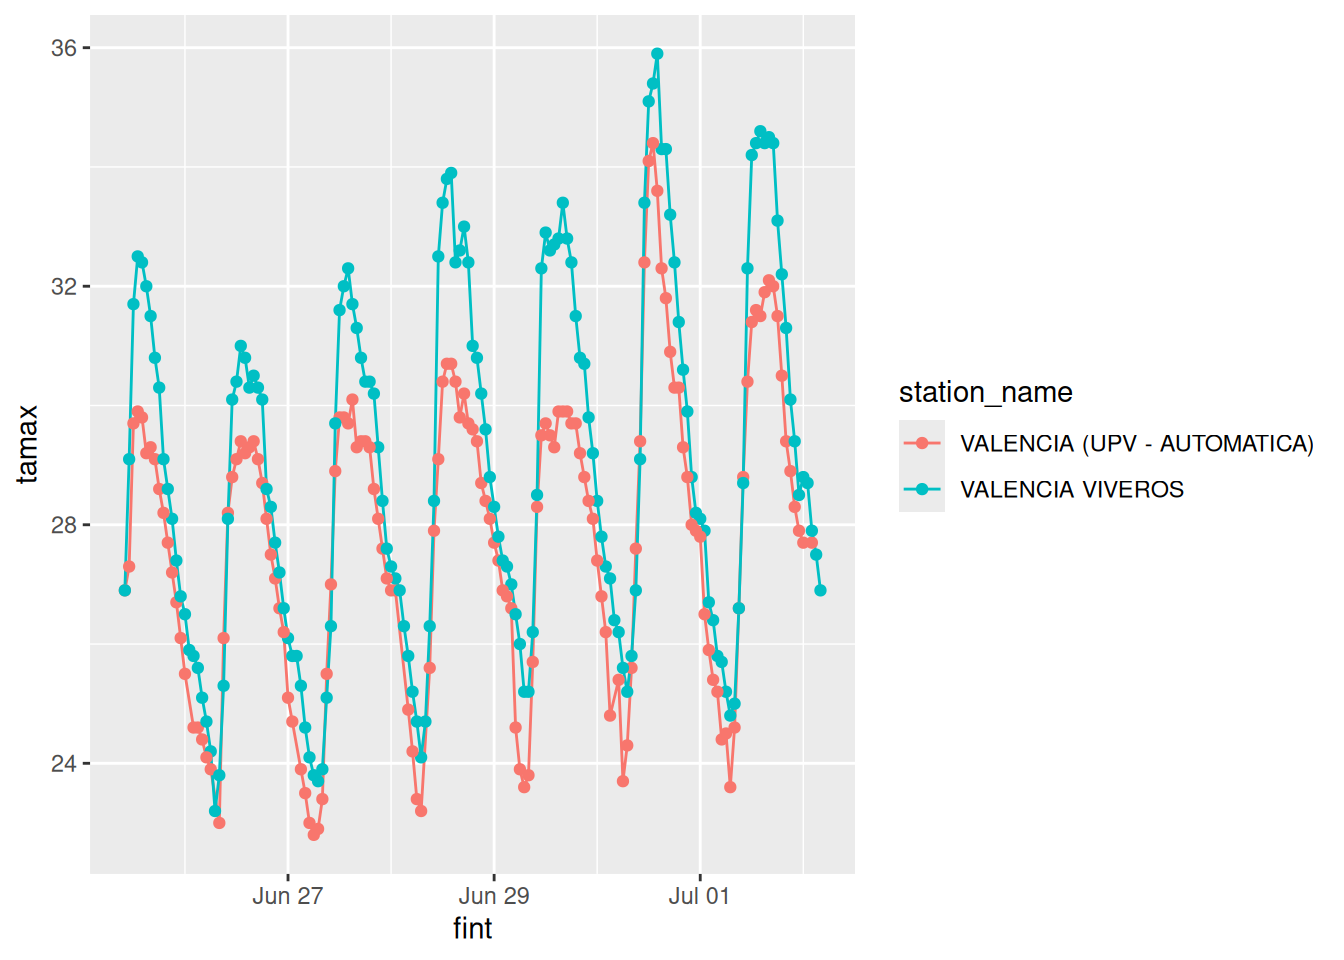 36
32
28
24
tamax
Jun 27
Jun 29
Jul 01
fint
station_name
VALENCIA (UPV - AUTOMATICA)
VALENCIA VIVEROS